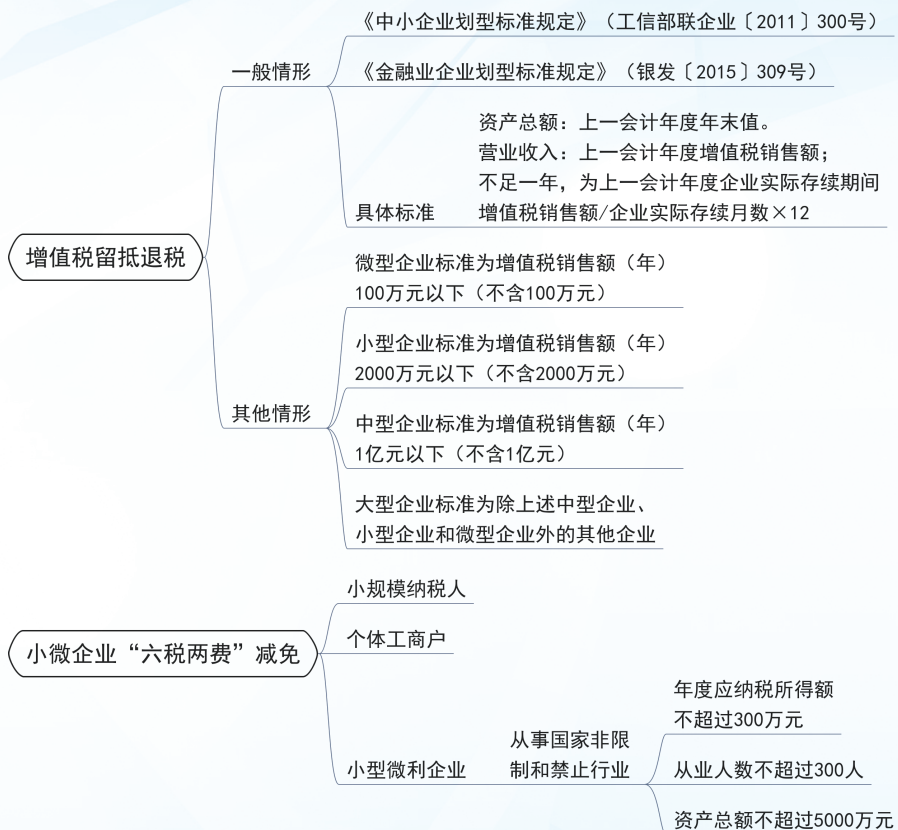 增值税留抵退税
一般情形
《中小企业划型标准规定》（工信部联企业〔2011〕300号）
《金融业企业划型标准规定》（银发〔2015〕309号）
具体标准
资产总额：上一会计年度年末值。
营业收入：上一会计年度增值税销售额；
不足一年，为上一会计年度企业实际存续期间
增值税销售额/企业实际存续月数×12
其他情形
微型企业标准为增值税销售额（年）
100万元以下（不含100万元）
小型企业标准为增值税销售额（年）
2000万元以下（不含2000万元）
中型企业标准为增值税销售额（年）
1亿元以下（不含1亿元）
大型企业标准为除上述中型企业、
小型企业和微型企业外的其他企业
小微企业“六税两费”减免
小规模纳税人
个体工商户
小型微利企业
从事国家非限
制和禁止行业
年度应纳税所得额
不超过300万元
从业人数不超过300人
资产总额不超过5000万元